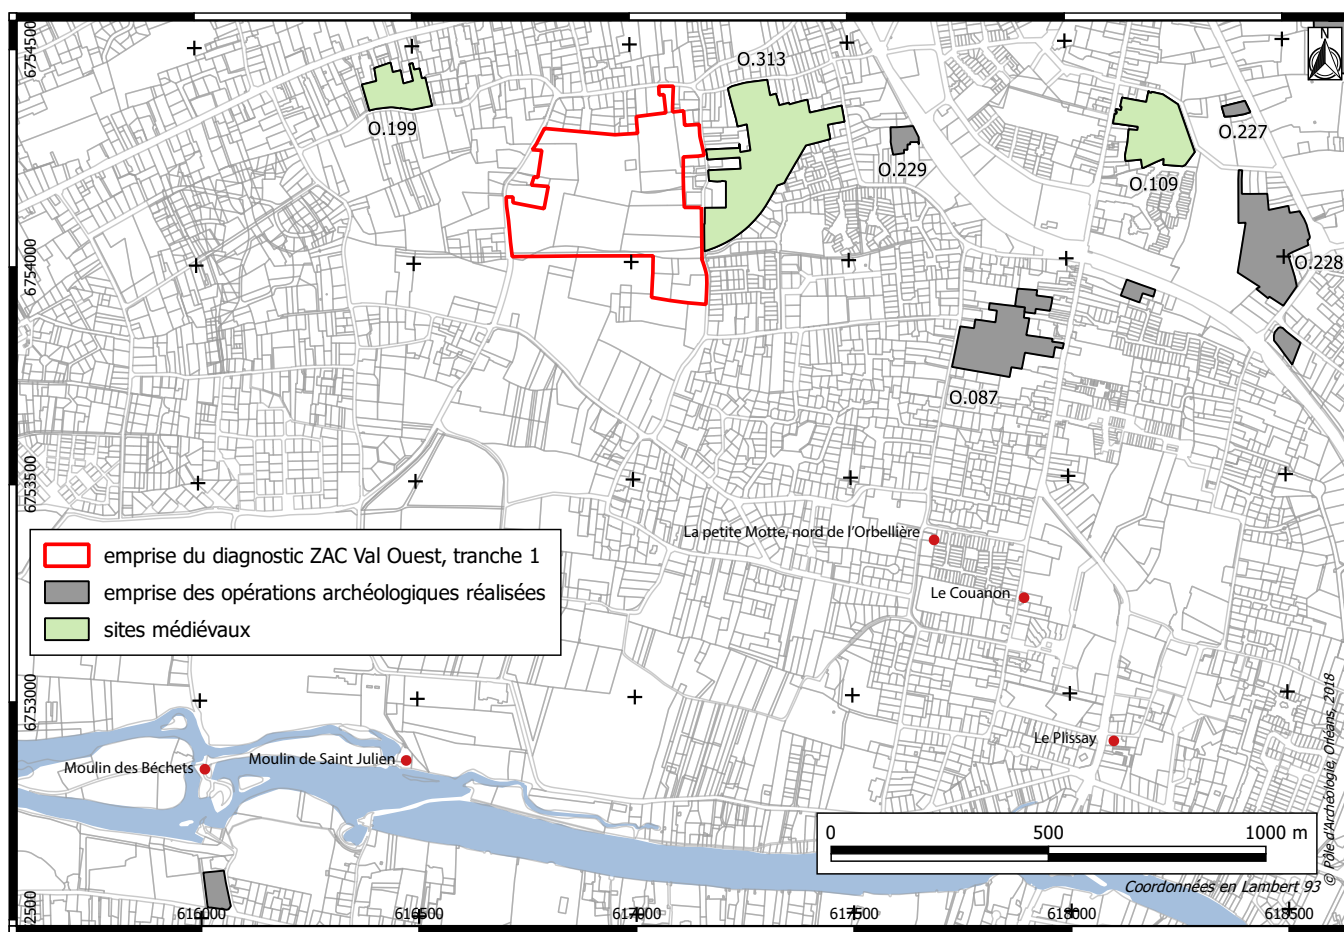 N
6754500
O.313
O.199
O.227
O.229
O.109
6754000
O.228
O.087
6753500
La petite Motte, nord de l'Orbellière
emprise du diagnostic ZAC Val Ouest, tranche 1
emprise des opérations archéologiques réalisées
Le Couanon
sites médiévaux
6753000
Le Plissay
Moulin de Saint Julien
Moulin des Béchets
0 500 1000 m
© Pôle d'Archéologie, Orléans, 2018
Coordonnées en Lambert 93
2500
616000 616500 617000 617500 618000 618500